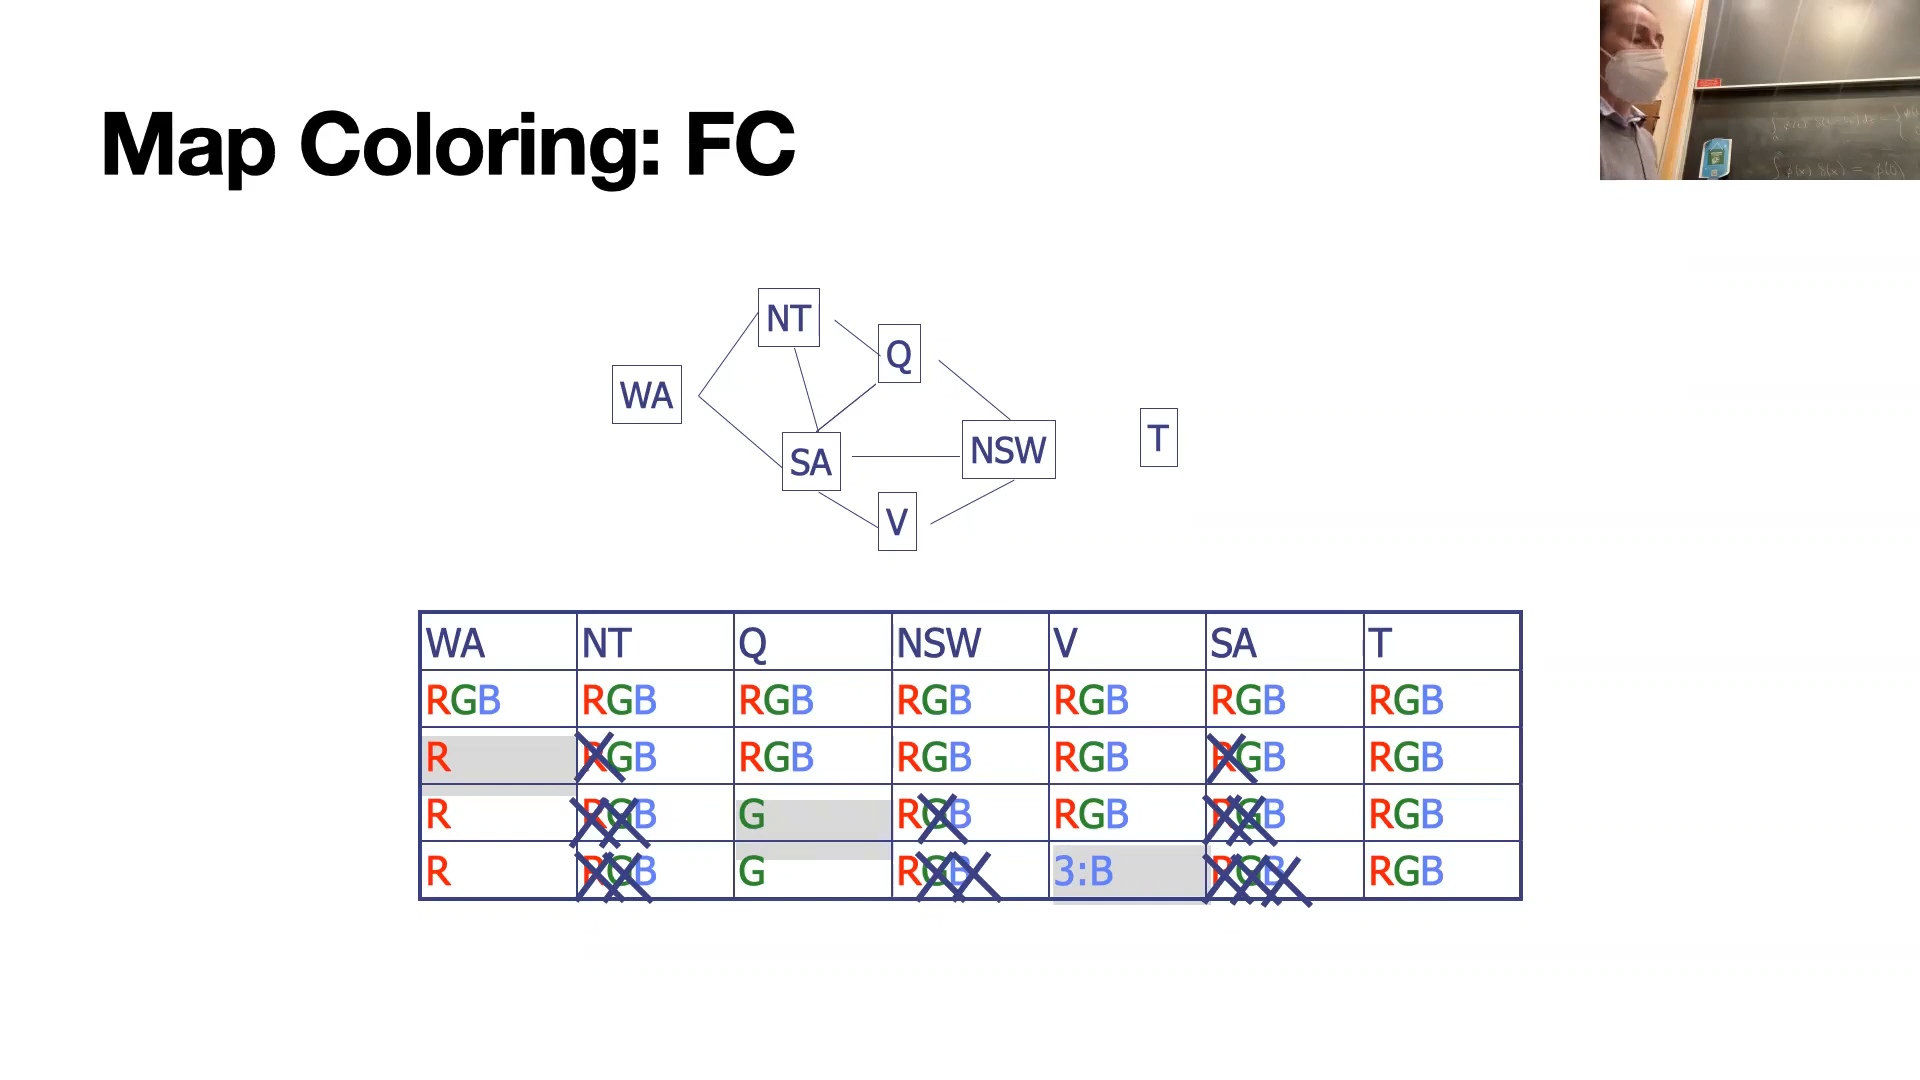 Map Coloring: FC
NT
Q
WA
T
NSW
SA
V
WA NT Q NSW V SA T
RGB RGB RGB RGB RGB RGB RGB
R RGB RGB RGB RGB RGB RGB
R RGB G RGB RGB RGB RGB
R RGB G RGB 3:B RGB RGB